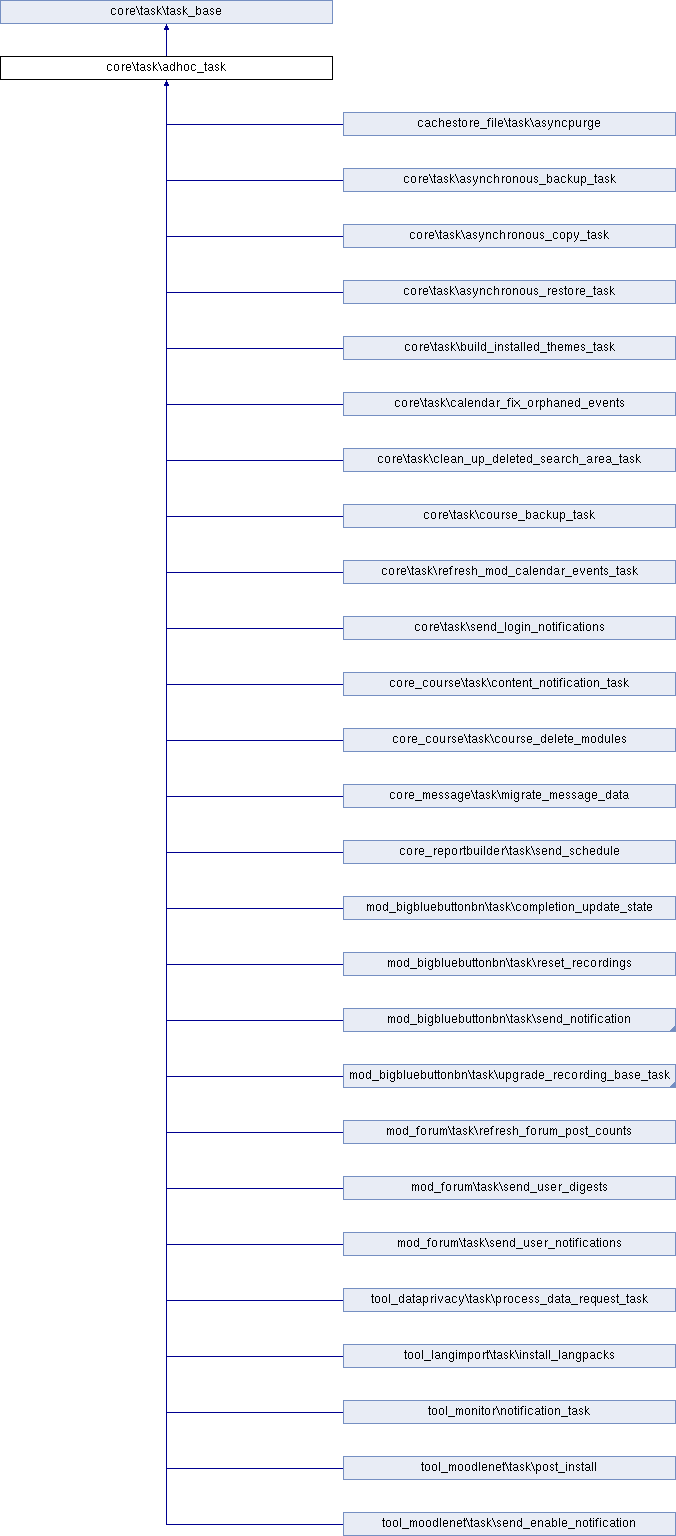 core\task\task_base
core\task\adhoc_task
cachestore_file\task\asyncpurge
core\task\asynchronous_backup_task
core\task\asynchronous_copy_task
core\task\asynchronous_restore_task
core\task\build_installed_themes_task
core\task\calendar_fix_orphaned_events
core\task\clean_up_deleted_search_area_task
core\task\course_backup_task
core\task\refresh_mod_calendar_events_task
core\task\send_login_notifications
core_course\task\content_notification_task
core_course\task\course_delete_modules
core_message\task\migrate_message_data
core_reportbuilder\task\send_schedule
mod_bigbluebuttonbn\task\completion_update_state
mod_bigbluebuttonbn\task\reset_recordings
mod_bigbluebuttonbn\task\send_notification
mod_bigbluebuttonbn\task\upgrade_recording_base_task
mod_forum\task\refresh_forum_post_counts
mod_forum\task\send_user_digests
mod_forum\task\send_user_notifications
tool_dataprivacy\task\process_data_request_task
tool_langimport\task\install_langpacks
tool_monitor\notification_task
tool_moodlenet\task\post_install
tool_moodlenet\task\send_enable_notification